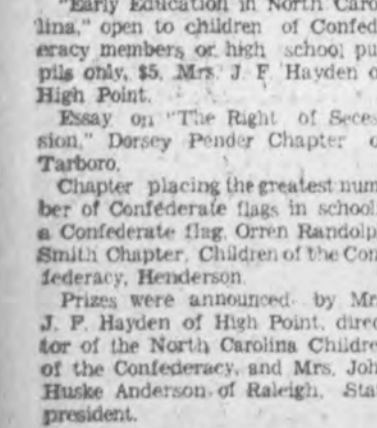 "Early Education in North Caro
lina," open to children of Confed
eracy members or high school pu
pils only, $5, Mrs. J. F. Hayden o
High Point.
Essay on "The Right of Seces
sion," Dorsey Pender Chapter o
Tarboro.
Chapter placing the greatest num
ber of Confederate flags in school
a Confederate flag, Orren Randolp
Smith Chapter, Children of the Con
federacy, Henderson.
Prizes were announced by Mr
J. P. Hayden of High Point, direc
tor of the North Carolina Childre
of the Confederacy, and Mrs. Joh
Huske Anderson of Raleigh, Sta
president.